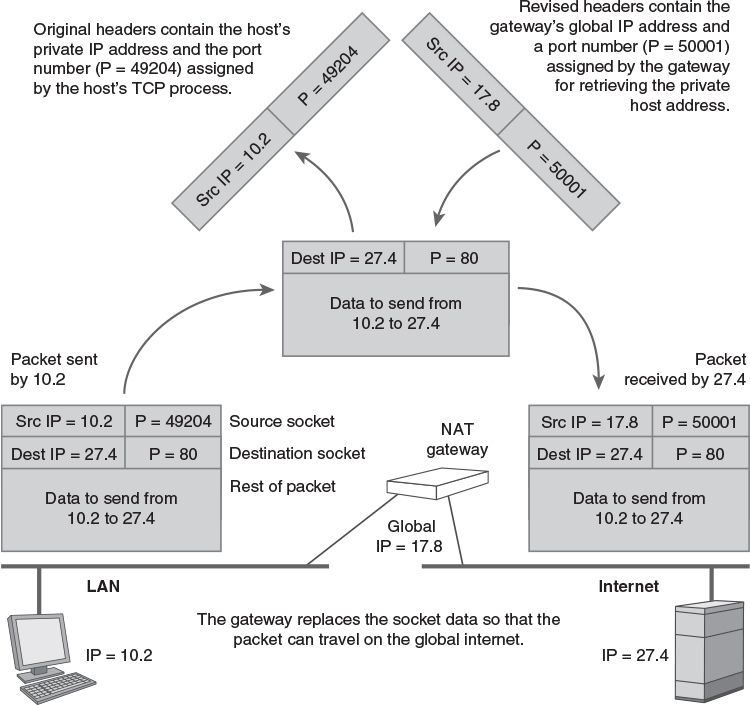 Original headers contain the host's
private IP address and the port
number (P = 49204) assigned
by the host's TCP process.
Src IP = 10.2
P = 49204
Src IP = 17.8
P = 50001
Revised headers contain the
gateway's global IP address and
a port number (P = 50001)
assigned by the gateway
for retrieving the private
host address.
Dest IP = 27.4
P = 80
Data to send from
10.2 to 27.4
Packet sent
by 10.2
Src IP = 10.2
P = 49204
Source socket
Dest IP = 27.4
P = 80
Destination socket
Rest of packet
Data to send from
10.2 to 27.4
NAT
gateway
Global
IP = 17.8
Packet
received by 27.4
Src IP = 17.8
P = 50001
Dest IP = 27.4
P = 80
Data to send from
10.2 to 27.4
LAN
Internet
The gateway replaces the socket data so that the
packet can travel on the global internet.
IP = 10.2
IP = 27.4